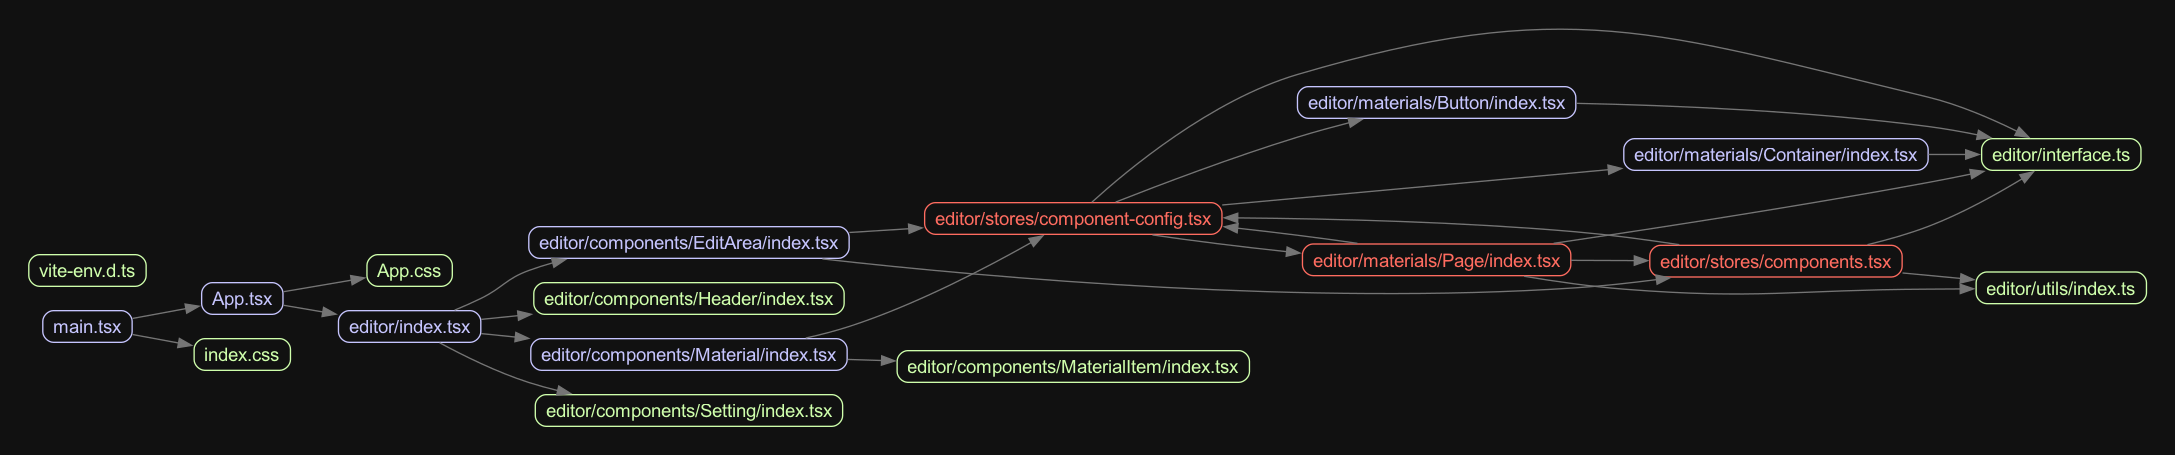 vite-env.d.ts
main.tsx
App.tsx
index.css
App.css
editor/index.tsx
editor/components/EditArea/index.tsx
editor/components/Header/index.tsx
editor/components/Material/index.tsx
editor/components/Setting/index.tsx
editor/stores/component-config.tsx
editor/components/MaterialItem/index.tsx
editor/materials/Button/index.tsx
editor/materials/Page/index.tsx
editor/materials/Container/index.tsx
editor/stores/components.tsx
editor/interface.ts
editor/utils/index.ts